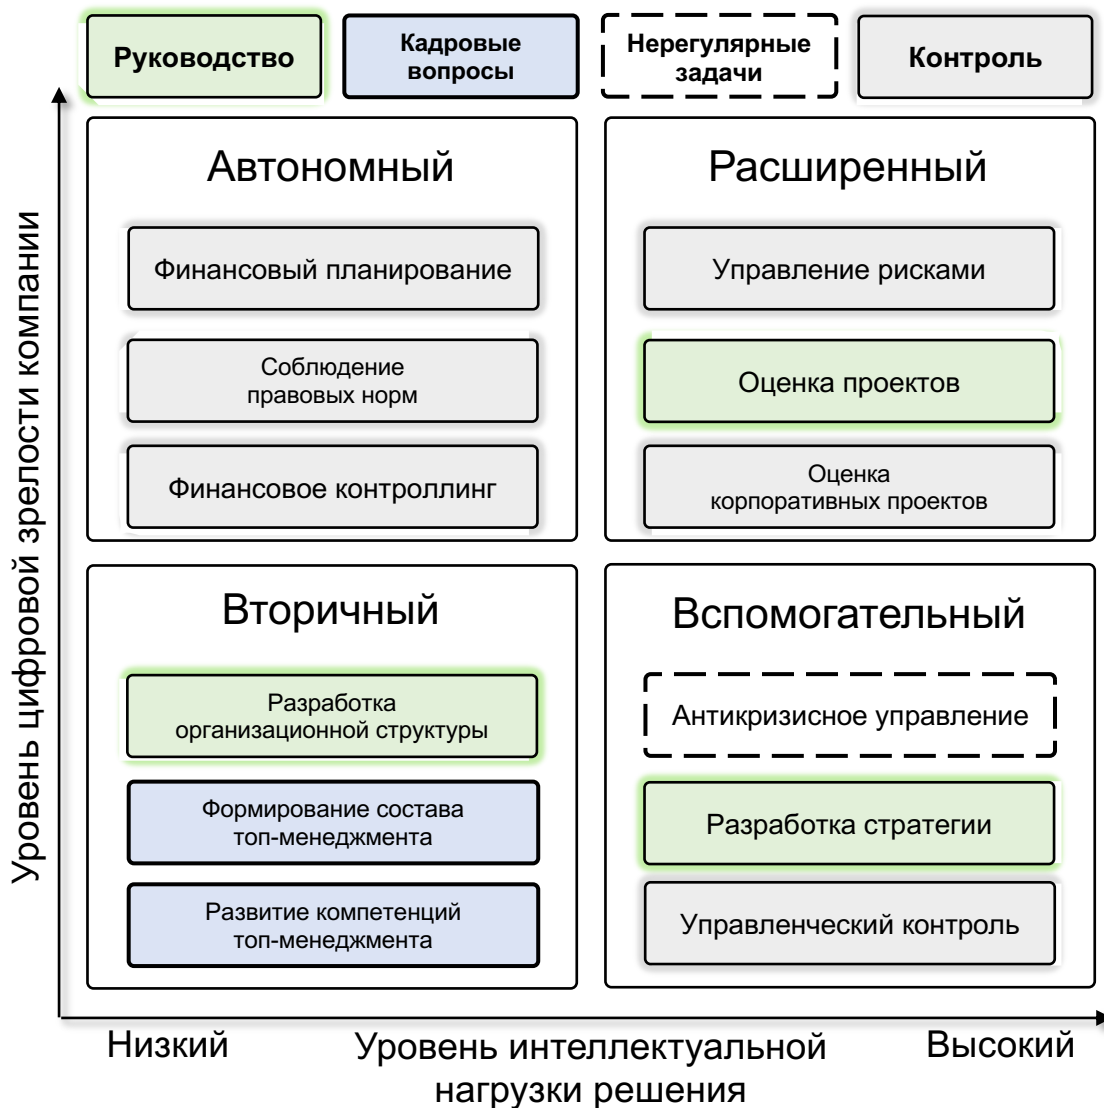 Руководство
Кадровые
вопросы
Нерегулярные
задачи
Контроль
Уровень цифровой зрелости компании
Автономный
Финансовый планирование
Соблюдение
правовых норм
Финансовое контроллинг
Расширенный
Управление рисками
Оценка проектов
Оценка
корпоративных проектов
Вторичный
Разработка
организационной структуры
Формирование состава
топ-менеджмента
Развитие компетенций
топ-менеджмента
Вспомогательный
Антикризисное управление
Разработка стратегии
Управленческий контроль
Низкий
Уровень интеллектуальной
нагрузки решения
Высокий